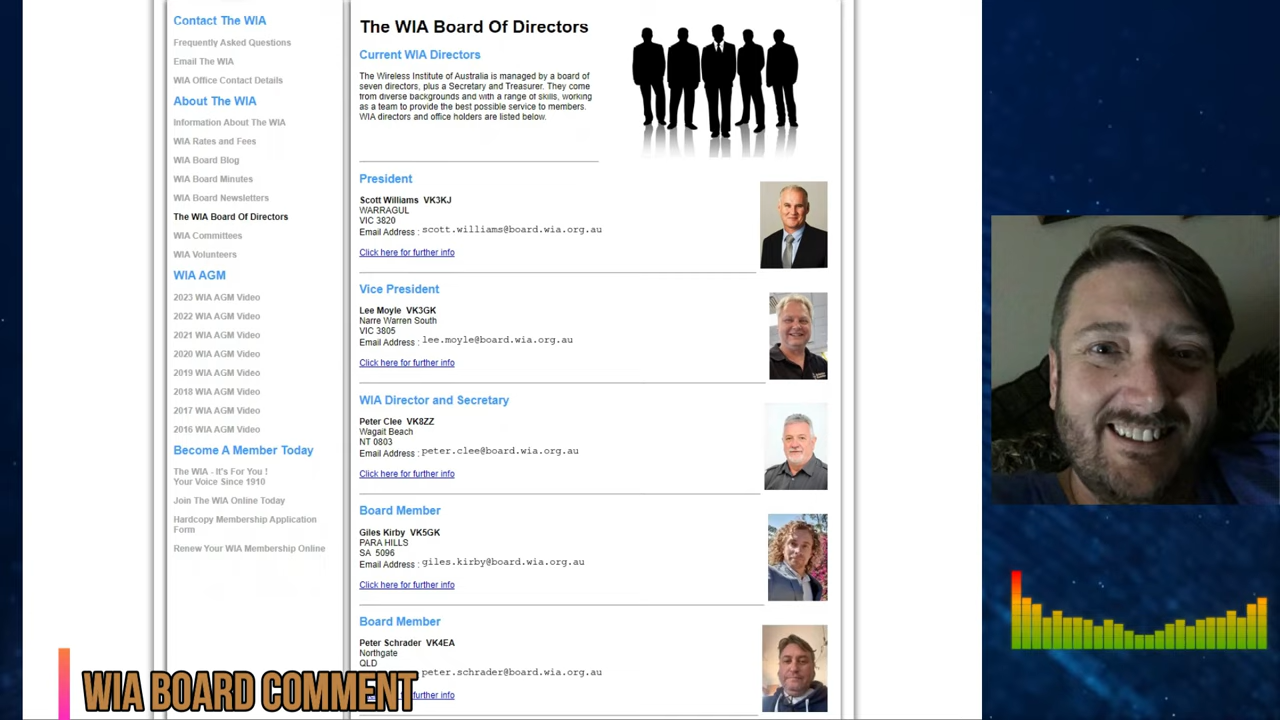 Contact The WIA
Frequently Asked Questions
Email The WIA
WIA Office Contact Details
About The WIA
Information About The WIA
WIA Rates and Fees
WIA Board Blog
WIA Board Minutes
WIA Board Newsletters
The WIA Board Of Directors
WIA Committees
WIA Volunteers
WIA AGM
2023 WIA AGM Video
2022 WIA AGM Video
2021 WIA AGM Video
2020 WIA AGM Video
2019 WIA AGM Video
2018 WIA AGM Video
2017 WIA AGM Video
2016 WIA AGM Video
Become A Member Today
The WIA - It's For You !
Your Voice Since 1910
Join The WIA Online Today
Hardcopy Membership Application
Form
Renew Your WIA Membership Online
The WIA Board Of Directors
Current WIA Directors
The Wireless Institute of Australia is managed by a board of
seven directors, plus a Secretary and Treasurer. They come
from diverse backgrounds and with a range of skills, working
as a team to provide the best possible service to members.
WIA directors and office holders are listed below.
President
Scott Williams VK3KJ
WARRAGUL
VIC 3820
Email Address : scott.williams@board.wia.org.au
Click here for further info
Vice President
Lee Moyle VK3GK
Narre Warren South
VIC 3805
Email Address : lee.moyle@board.wia.org.au
Click here for further info
WIA Director and Secretary
Peter Clee VK8ZZ
Wagait Beach
NT 0803
Email Address : peter.clee@board.wia.org.au
Click here for further info
Board Member
Giles Kirby VK5GK
PARA HILLS
SA 5096
Email Address : giles.kirby@board.wia.org.au
Click here for further info
Board Member
Peter Schrader VK4EA
Northgate
QLD
peter.schrader@board.wia.org.au
further info
WIA BOARD COMMENT